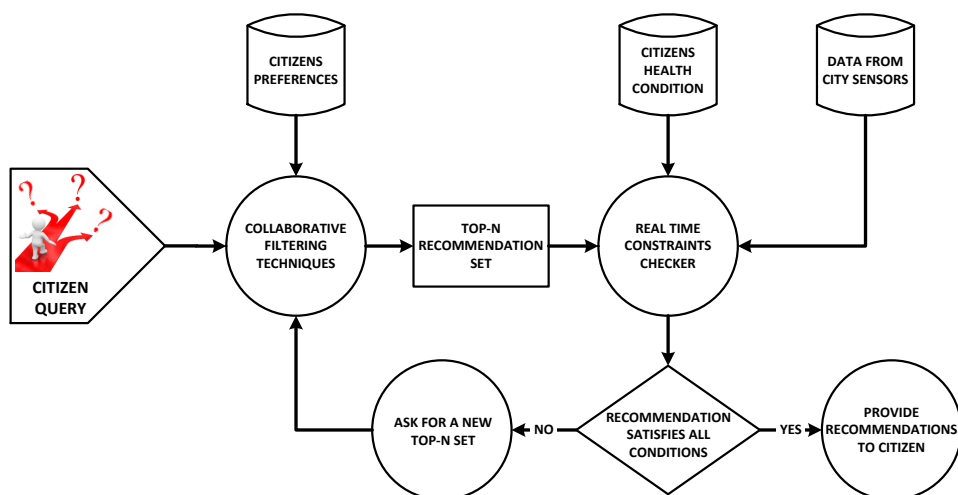 CITIZENS
PREFERENCES
CITIZENS
HEALTH
CONDITION
DATA FROM
CITY SENSORS
? ? ?
CITIZEN
QUERY
COLLABORATIVE
FILTERING
TECHNIQUES
TOP-N
RECOMMENDATION
SET
REAL TIME
CONSTRAINTS
CHECKER
ASK FOR A NEW
TOP-N SET
NO
RECOMMENDATION
SATISFIES ALL
CONDITIONS
YES
PROVIDE
RECOMMENDATIONS
TO CITIZEN